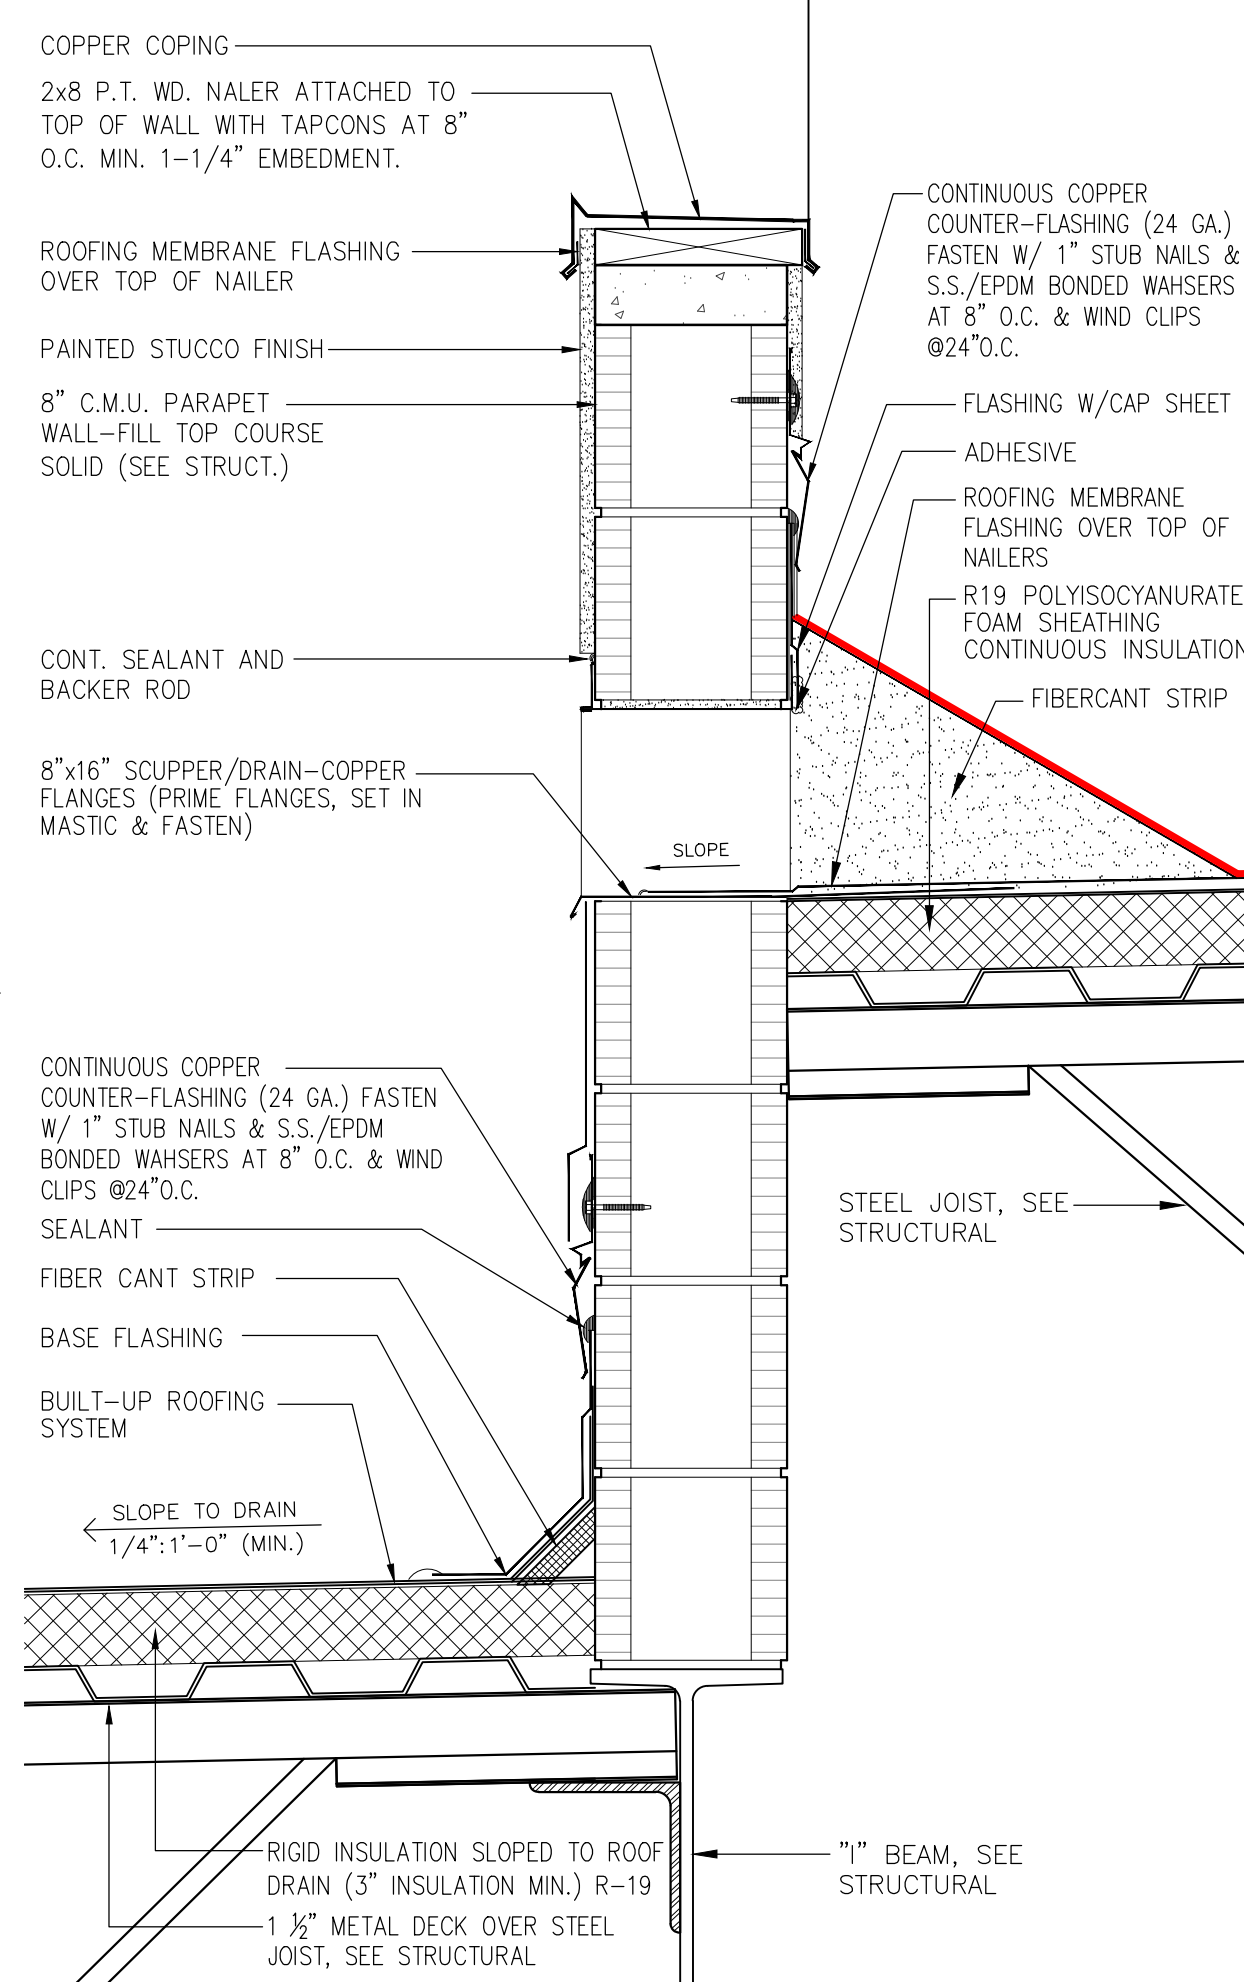 COPPER COPING
2x8 P.T. WD. NALER ATTACHED TO
TOP OF WALL WITH TAPCONS AT 8"
O.C. MIN. 1-1/4" EMBEDMENT.
ROOFING MEMBRANE FLASHING
OVER TOP OF NAILER
PAINTED STUCCO FINISH
8" C.M.U. PARAPET
WALL-FILL TOP COURSE
SOLID (SEE STRUCT.)
CONT. SEALANT AND
BACKER ROD
8"x16" SCUPPER/DRAIN-COPPER
FLANGES (PRIME FLANGES, SET IN
MASTIC & FASTEN)
CONTINUOUS COPPER
COUNTER-FLASHING (24 GA.)
FASTEN W/ 1" STUB NAILS &
S.S./EPDM BONDED WAHSERS
AT 8" O.C. & WIND CLIPS
@24"O.C.
FLASHING W/CAP SHEET
ADHESIVE
ROOFING MEMBRANE
FLASHING OVER TOP OF
NAILERS
R19 POLYISOCYANURATE
FOAM SHEATHING
CONTINUOUS INSULATION
FIBERCANT STRIP
SLOPE
CONTINUOUS COPPER
COUNTER-FLASHING (24 GA.) FASTEN
W/ 1" STUB NAILS & S.S./EPDM
BONDED WAHSERS AT 8" O.C. & WIND
CLIPS @24"O.C.
SEALANT
FIBER CANT STRIP
BASE FLASHING
BUILT-UP ROOFING
SYSTEM
SLOPE TO DRAIN
1/4":1'-0" (MIN.)
STEEL JOIST, SEE
STRUCTURAL
RIGID INSULATION SLOPED TO ROOF
DRAIN (3" INSULATION MIN.) R-19
1 ½" METAL DECK OVER STEEL
JOIST, SEE STRUCTURAL
"I" BEAM, SEE
STRUCTURAL